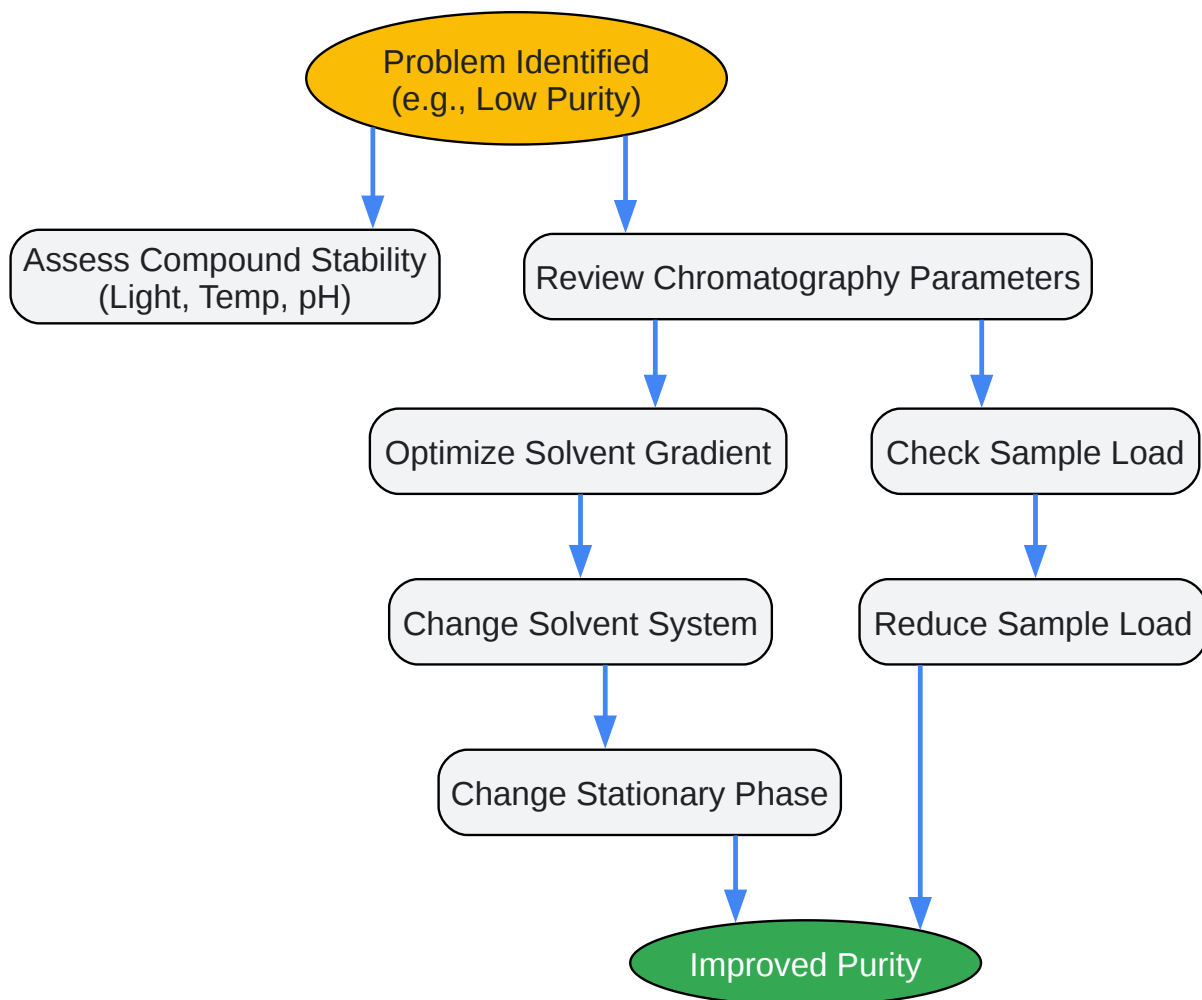 Problem Identified
(e.g., Low Purity)
Assess Compound Stability
(Light, Temp, pH)
Review Chromatography Parameters
Optimize Solvent Gradient
Check Sample Load
Change Solvent System
Reduce Sample Load
Change Stationary Phase
Improved Purity